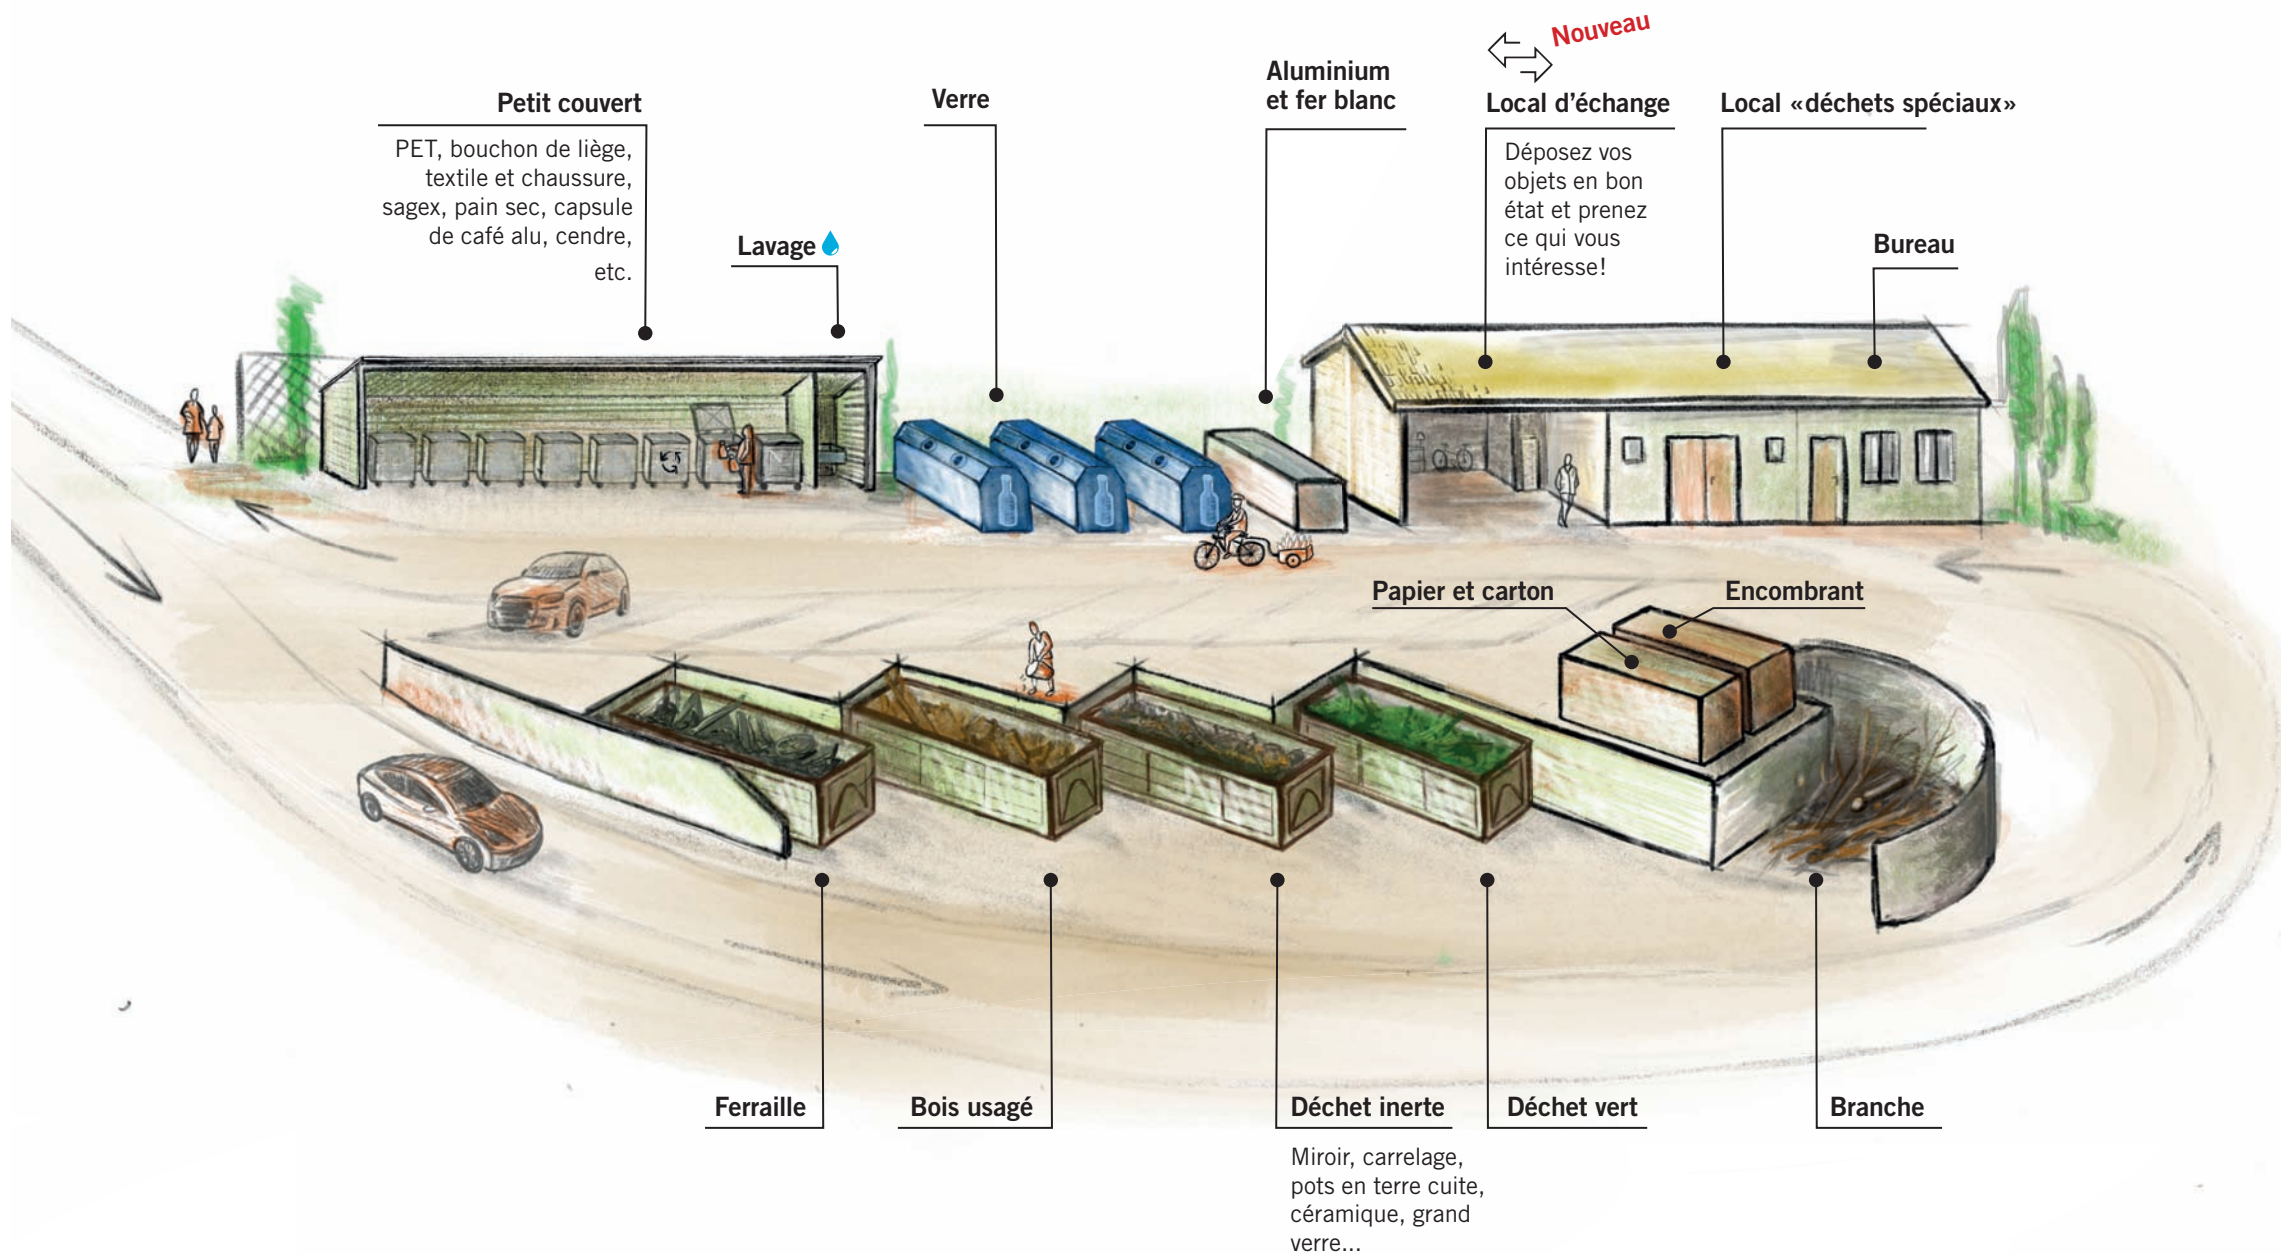 Nouveau
Petit couvert
PET, bouchon de liège,
textile et chaussure,
sagex, pain sec, capsule
de café alu, cendre,
etc.
Lavage
Verre
Aluminium
et fer blanc
Local d'échange
Déposez vos
objets en bon
état et prenez
ce qui vous
intéresse!
Local «déchets spéciaux»
Bureau
Papier et carton
Encombrant
Ferraille
Bois usagé
Déchet inerte
Miroir, carrelage,
pots en terre cuite,
céramique, grand
verre...
Déchet vert
Branche